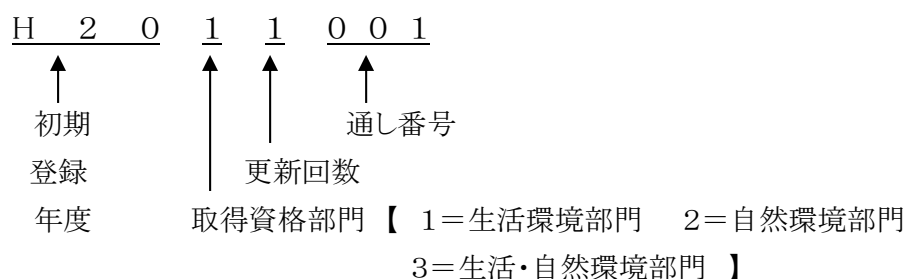 H 2 0 1 1 0 0 1
初期 通し番号
登録 更新回数
年度 取得資格部門【 1=生活環境部門 2=自然環境部門
3=生活・自然環境部門 】